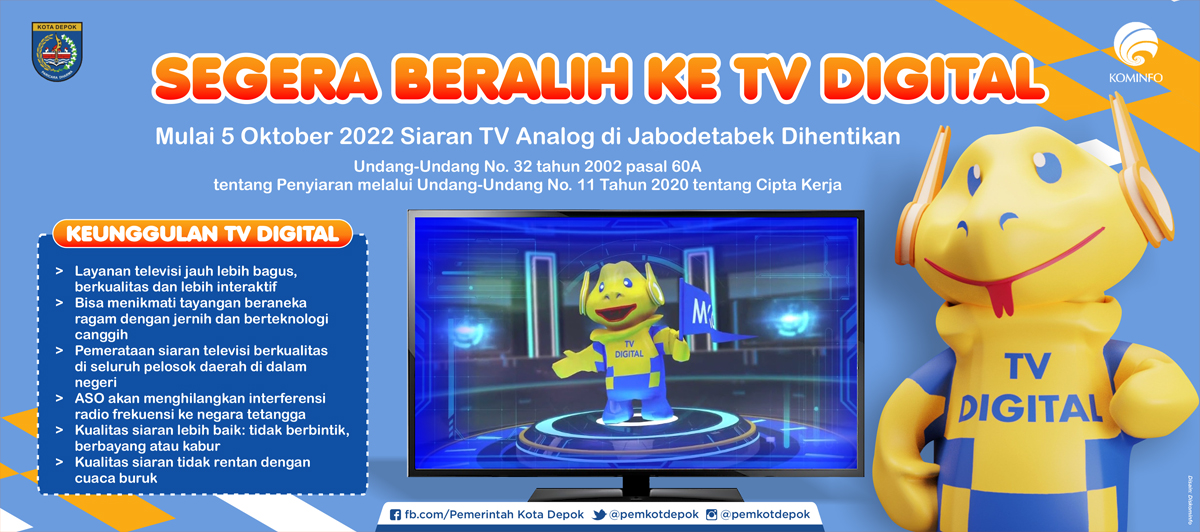 KOTA DEPOK
KOMINFO
SEGERA BERALIH KE TV DIGITAL
Mulai 5 Oktober 2022 Siaran TV Analog di Jabodetabek Dihentikan
Undang-Undang No. 32 tahun 2002 pasal 60A
tentang Penyiaran melalui Undang-Undang No. 11 Tahun 2020 tentang Cipta Kerja
KEUNGGULAN TV DIGITAL
> Layanan televisi jauh lebih bagus,
berkualitas dan lebih interaktif
> Bisa menikmati tayangan beraneka
ragam dengan jernih dan berteknologi
canggih
> Pemerataan siaran televisi berkualitas
di seluruh pelosok daerah di dalam
negeri
> ASO akan menghilangkan interferensi
radio frekuensi ke negara tetangga
> Kualitas siaran lebih baik: tidak berbintik,
berbayang atau kabur
> Kualitas siaran tidak rentan dengan
cuaca buruk
TV
DIGITAL
TV
DIGITAL
fb.com/Pemerintah Kota Depok @pemkotdepok @pemkotdepok